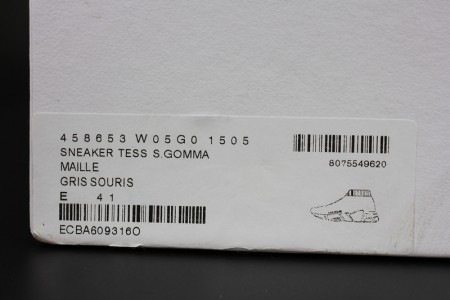 458653 W05G0 1505
SNEAKER TESS S.GOMMA
MAILLE
GRIS SOURIS
E 41
ECBA6093160
8075549620